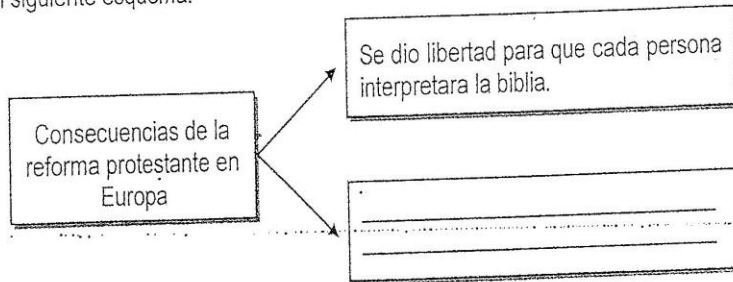 siguiente esquema.
Se dio libertad para que cada persona
interpretara la biblia.
Consecuencias de la
reforma protestante en
Europa